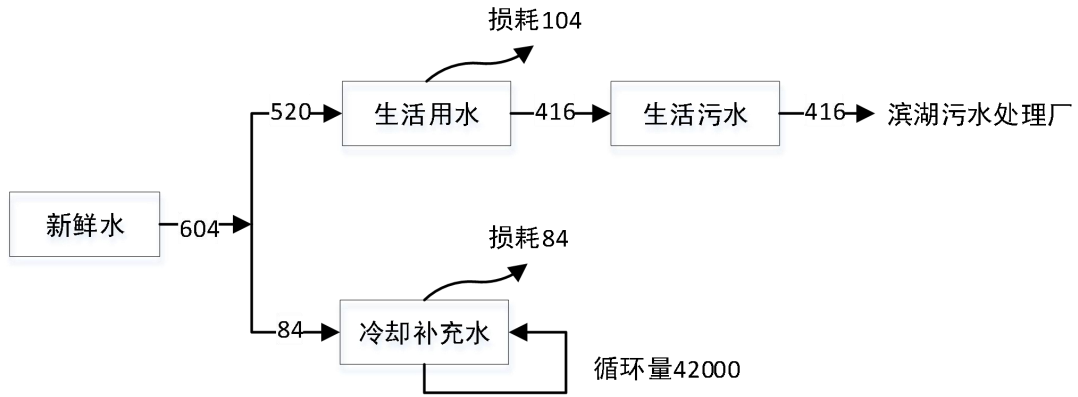 损耗104
520
生活用水
416
生活污水
416
滨湖污水处理厂
新鲜水
604
损耗84
84
冷却补充水
循环量42000